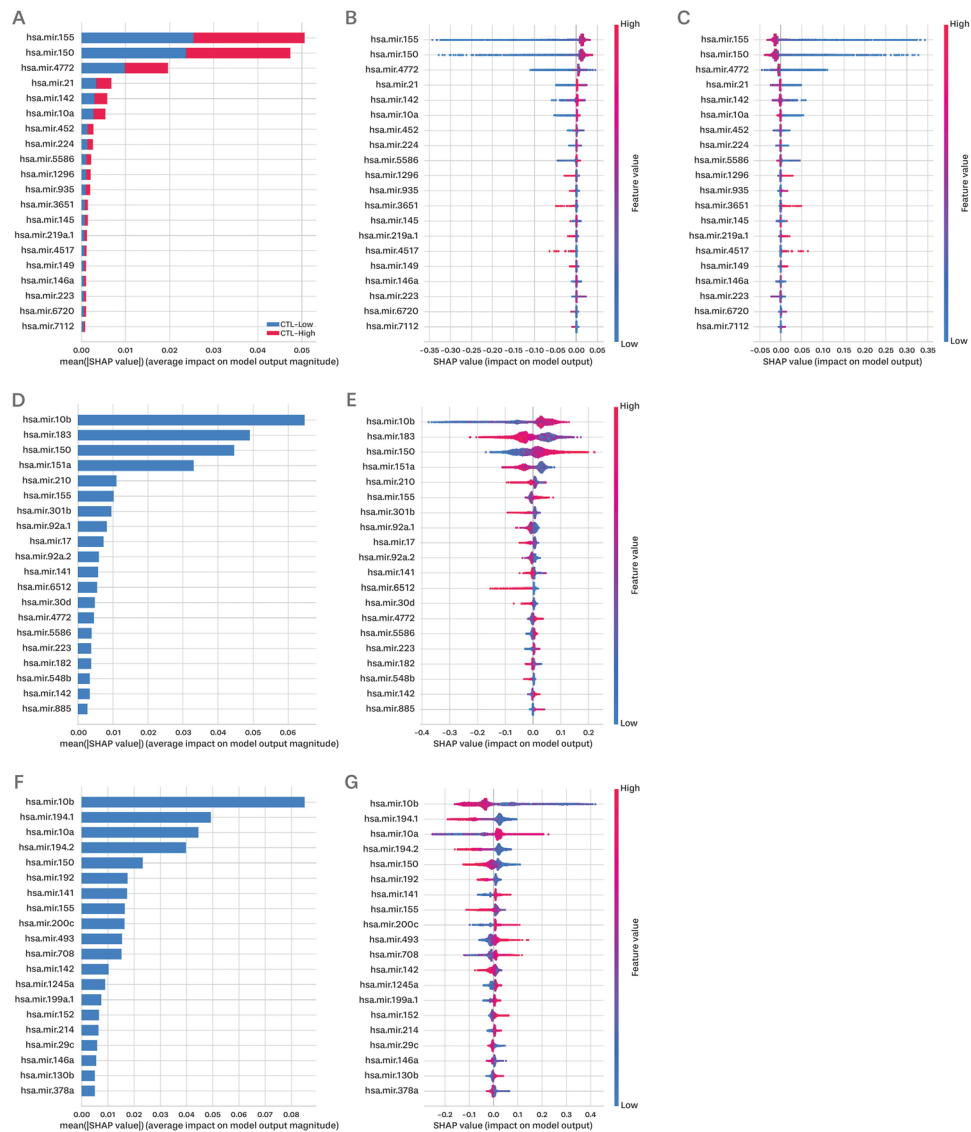 A
hsa.mir.155
hsa.mir.150
hsa.mir.4772
hsa.mir.21
hsa.mir.142
hsa.mir.10a
hsa.mir.452
hsa.mir.224
hsa.mir.5586
hsa.mir.1296
hsa.mir.935
hsa.mir.3651
hsa.mir.145
hsa.mir.219a.1
hsa.mir.4517
hsa.mir.149
hsa.mir.146a
hsa.mir.223
hsa.mir.6720
hsa.mir.7112
CTL-Low
CTL-High
0.00 0.01 0.02 0.03 0.04 0.05
mean(|SHAP value|) (average impact on model output magnitude)
B
hsa.mir.155
hsa.mir.150
hsa.mir.4772
hsa.mir.21
hsa.mir.142
hsa.mir.10a
hsa.mir.452
hsa.mir.224
hsa.mir.5586
hsa.mir.1296
hsa.mir.935
hsa.mir.3651
hsa.mir.145
hsa.mir.219a.1
hsa.mir.4517
hsa.mir.149
hsa.mir.146a
hsa.mir.223
hsa.mir.6720
hsa.mir.7112
−0.35 −0.30 −0.25 −0.20 −0.15 −0.10 −0.05 0.00 0.05
SHAP value (impact on model output)
High
Feature value
Low
C
hsa.mir.155
hsa.mir.150
hsa.mir.4772
hsa.mir.21
hsa.mir.142
hsa.mir.10a
hsa.mir.452
hsa.mir.224
hsa.mir.5586
hsa.mir.1296
hsa.mir.935
hsa.mir.3651
hsa.mir.145
hsa.mir.219a.1
hsa.mir.4517
hsa.mir.149
hsa.mir.146a
hsa.mir.223
hsa.mir.6720
hsa.mir.7112
−0.05 0.00 0.05 0.10 0.15 0.20 0.25 0.30 0.35
SHAP value (impact on model output)
High
Feature value
Low
D
hsa.mir.10b
hsa.mir.183
hsa.mir.150
hsa.mir.151a
hsa.mir.210
hsa.mir.155
hsa.mir.301b
hsa.mir.92a.1
hsa.mir.17
hsa.mir.92a.2
hsa.mir.141
hsa.mir.6512
hsa.mir.30d
hsa.mir.4772
hsa.mir.5586
hsa.mir.223
hsa.mir.182
hsa.mir.548b
hsa.mir.142
hsa.mir.885
0.00 0.01 0.02 0.03 0.04 0.05 0.06
mean(|SHAP value|) (average impact on model output magnitude)
E
hsa.mir.10b
hsa.mir.183
hsa.mir.150
hsa.mir.151a
hsa.mir.210
hsa.mir.155
hsa.mir.301b
hsa.mir.92a.1
hsa.mir.17
hsa.mir.92a.2
hsa.mir.141
hsa.mir.6512
hsa.mir.30d
hsa.mir.4772
hsa.mir.5586
hsa.mir.223
hsa.mir.182
hsa.mir.548b
hsa.mir.142
hsa.mir.885
−0.4 −0.3 −0.2 −0.1 −0.0 0.1 0.2
SHAP value (impact on model output)
High
Feature value
Low
F
hsa.mir.10b
hsa.mir.194.1
hsa.mir.10a
hsa.mir.194.2
hsa.mir.150
hsa.mir.192
hsa.mir.141
hsa.mir.155
hsa.mir.200c
hsa.mir.493
hsa.mir.708
hsa.mir.142
hsa.mir.1245a
hsa.mir.199a.1
hsa.mir.152
hsa.mir.214
hsa.mir.29c
hsa.mir.146a
hsa.mir.130b
hsa.mir.378a
0.00 0.01 0.02 0.03 0.04 0.05 0.06 0.07 0.08
mean(|SHAP value|) (average impact on model output magnitude)
G
hsa.mir.10b
hsa.mir.194.1
hsa.mir.10a
hsa.mir.194.2
hsa.mir.150
hsa.mir.192
hsa.mir.141
hsa.mir.155
hsa.mir.200c
hsa.mir.493
hsa.mir.708
hsa.mir.142
hsa.mir.1245a
hsa.mir.199a.1
hsa.mir.152
hsa.mir.214
hsa.mir.29c
hsa.mir.146a
hsa.mir.130b
hsa.mir.378a
−0.2 −0.1 0.0 0.1 0.2 0.3 0.4
SHAP value (impact on model output)
High
Feature value
Low